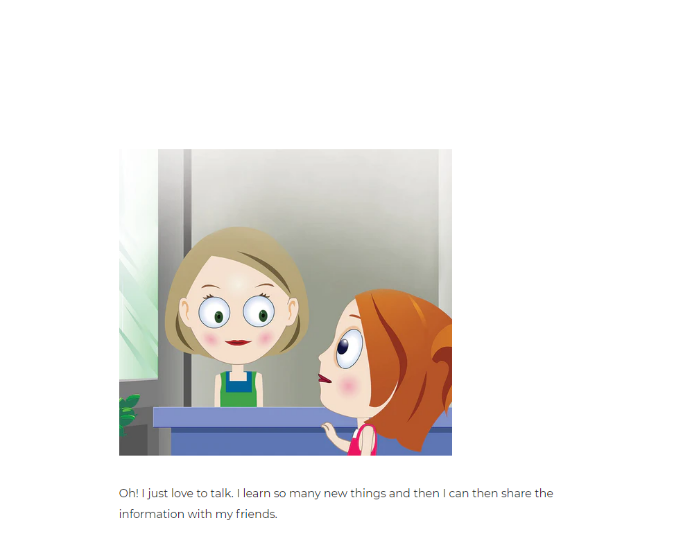 Oh! I just love to talk. I learn so many new things and then I can then share the
information with my friends.